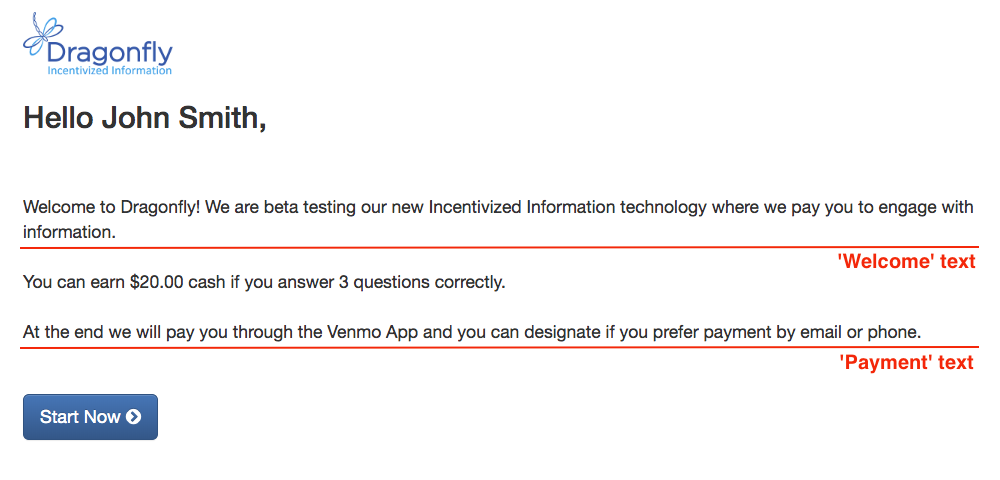 Dragonfly
Incentivized Information
Hello John Smith,
Welcome to Dragonfly! We are beta testing our new Incentivized Information technology where we pay you to engage with
information.
'Welcome' text
You can earn $20.00 cash if you answer 3 questions correctly.
At the end we will pay you through the Venmo App and you can designate if you prefer payment by email or phone.
'Payment' text
Start Now